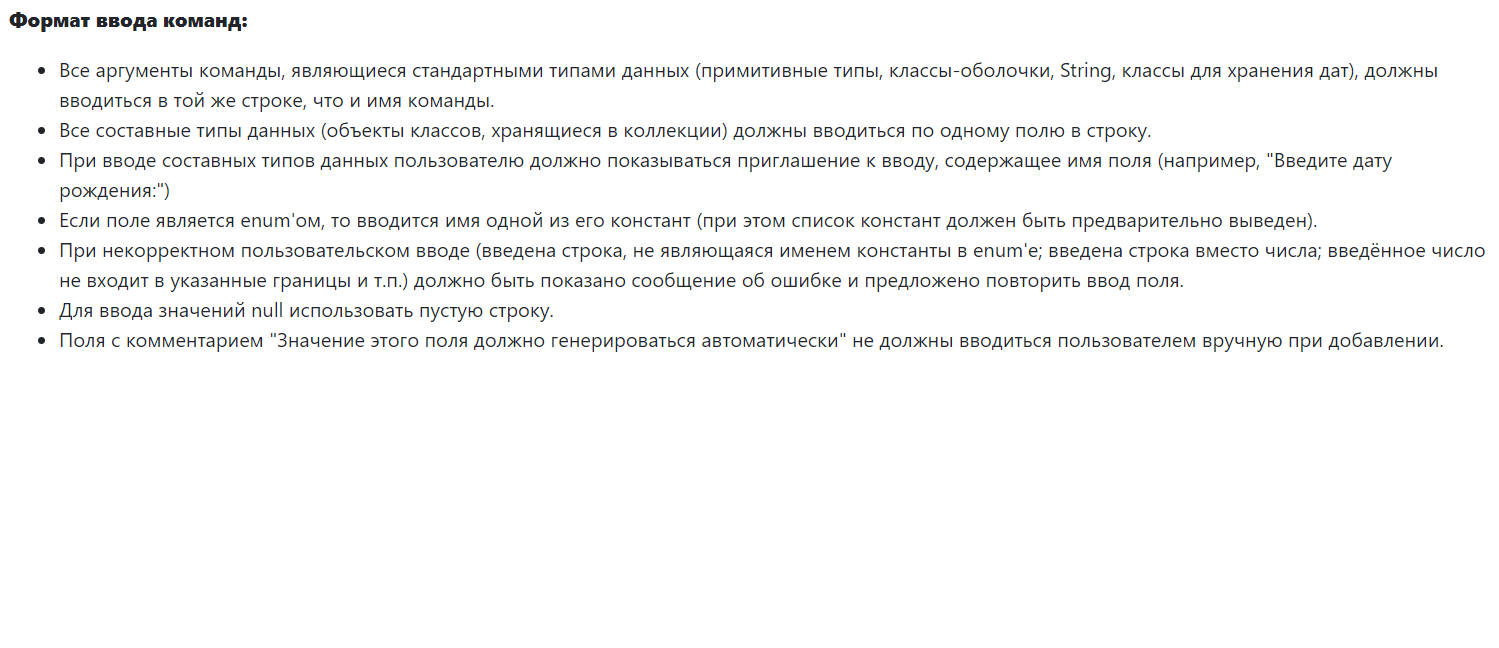 Формат ввода команд:
Все аргументы команды, являющиеся стандартными типами данных (примитивные типы, классы-оболочки, String, классы для хранения дат), должны
вводиться в той же строке, что и имя команды.
Все составные типы данных (объекты классов, хранящиеся в коллекции) должны вводиться по одному полю в строку.
При вводе составных типов данных пользователю должно показываться приглашение к вводу, содержащее имя поля (например, "Введите дату
рождения:")
Если поле является enum'ом, то вводится имя одной из его констант (при этом список констант должен быть предварительно выведен).
При некорректном пользовательском вводе (введена строка, не являющаяся именем константы в enum'е; введена строка вместо числа; введённое число
не входит в указанные границы и т.п.) должно быть показано сообщение об ошибке и предложено повторить ввод поля.
Для ввода значений null использовать пустую строку.
Поля с комментарием "Значение этого поля должно генерироваться автоматически" не должны вводиться пользователем вручную при добавлении.